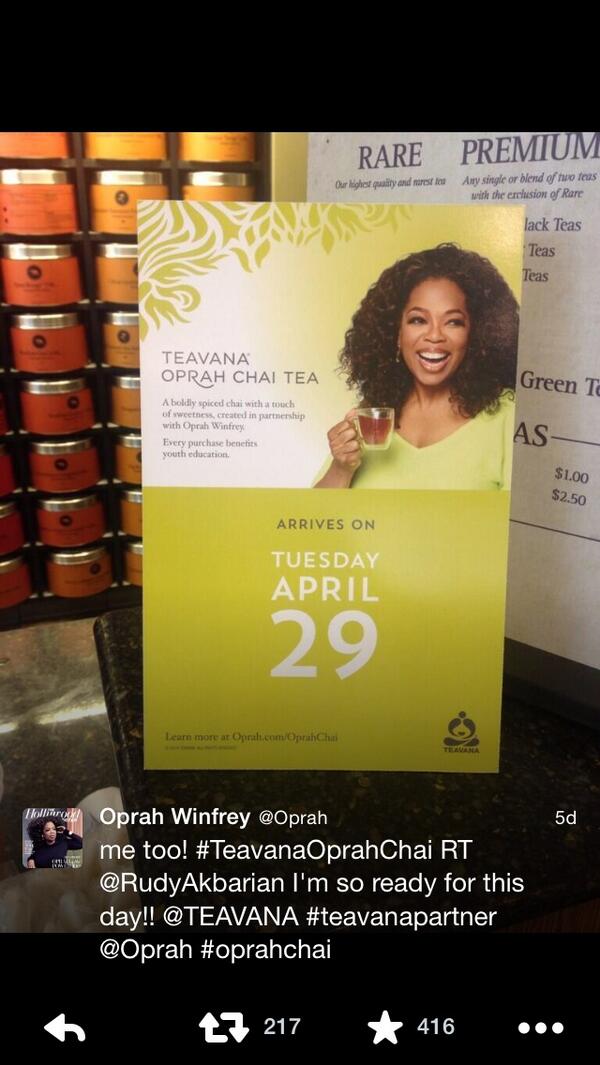 RARE
Our highest quality and rarest tea
PREMIUM
Any single or blend of two teas
with the exclusion of Rare
lack Teas
Teas
Teas
Green Te
AS
$1.00
$2.50
TEAVANA®
OPRAH CHAI TEA
A boldly spiced chai with a touch
of sweetness, created in partnership
with Oprah Winfrey.
Every purchase benefits
youth education.
ARRIVES ON
TUESDAY
APRIL
29
Learn more at Oprah.com/OprahChai
TEAVANA
Oprah Winfrey @Oprah 5d
me too! #TeavanaOprahChai RT
@RudyAkbarian I'm so ready for this
day!! @TEAVANA #teavanapartner
@Oprah #oprahchai
217 416